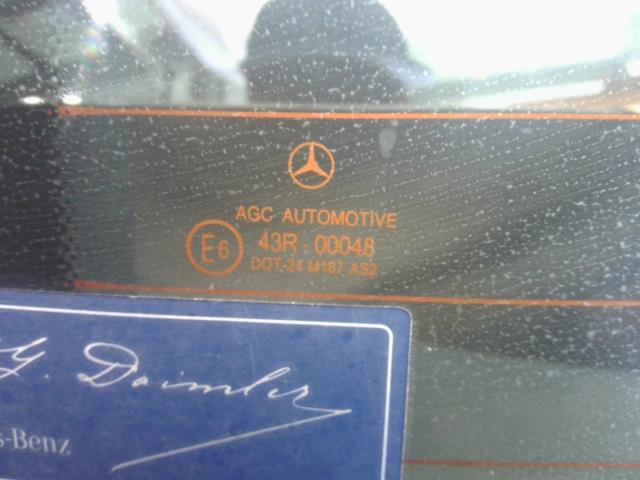 AGC AUTOMOTIVE
E6
43R-00048
DOT-24 M187 AS2
G. Daimler
s-Benz